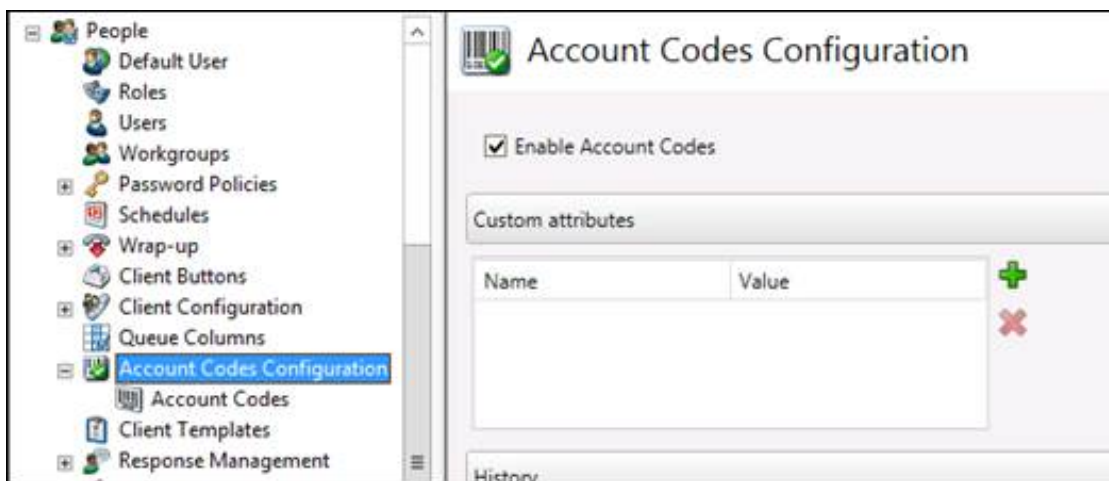 People
Default User
Roles
Users
Workgroups
Password Policies
Schedules
Wrap-up
Client Buttons
Client Configuration
Queue Columns
Account Codes Configuration
Account Codes
Client Templates
Response Management
Account Codes Configuration
Enable Account Codes
Custom attributes
Name Value
History